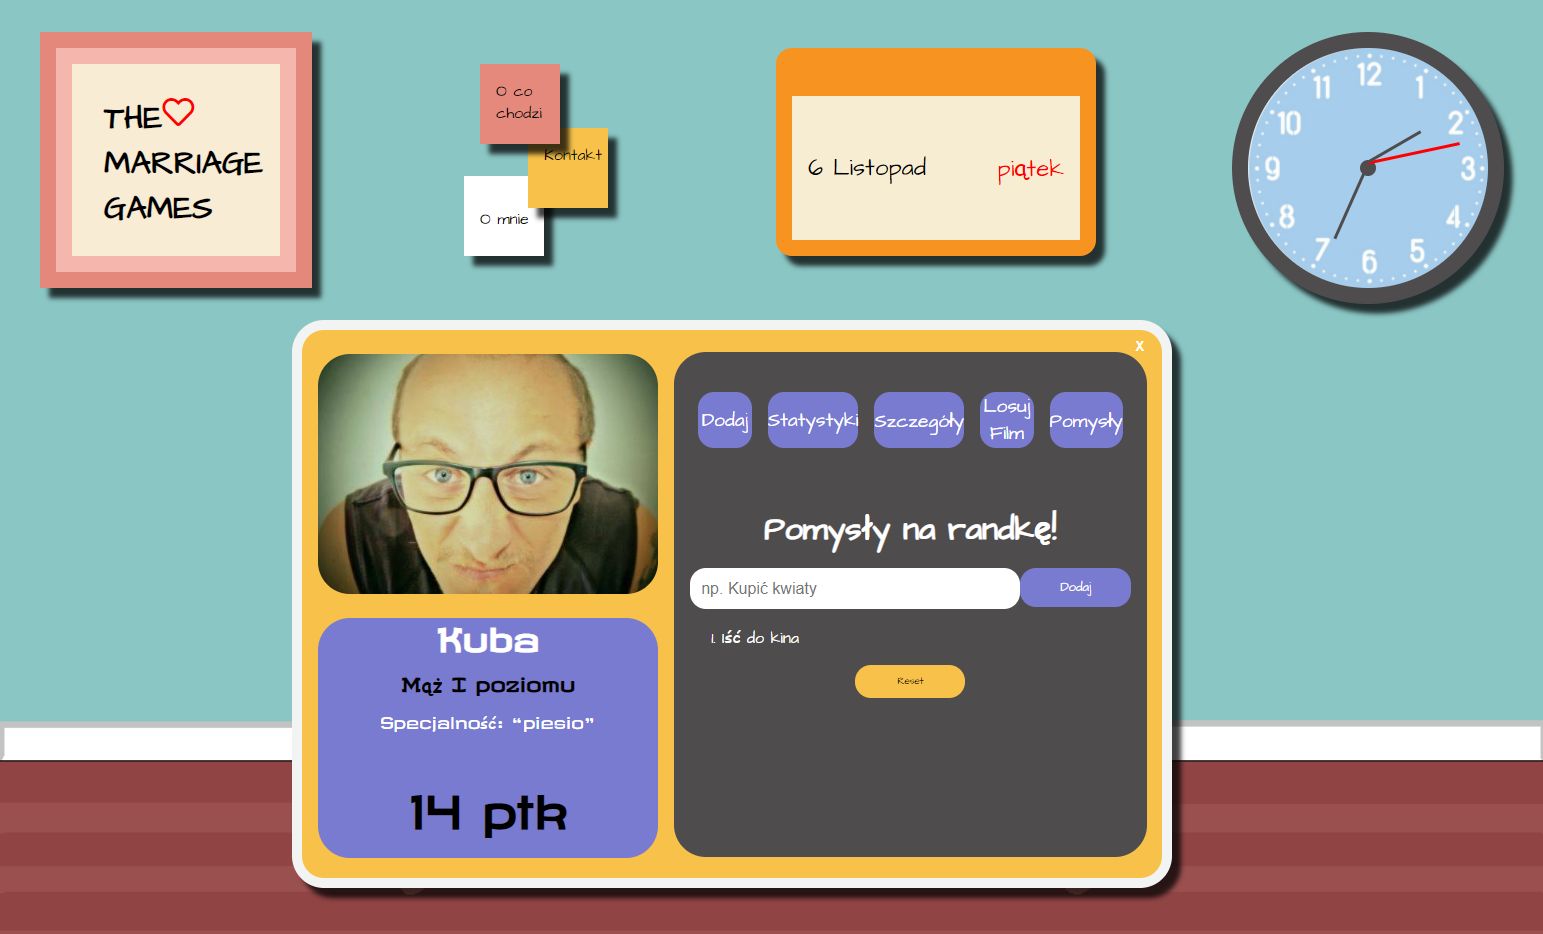 THE
MARRIAGE
GAMES
O co
chodzi
Kontakt
O mnie
6 Listopad
piątek
12
1
2
3
4
5
6
7
8
9
10
11
x
Dodaj
Statystyki
Szczegóły
Losuj
Film
Pomysły
Pomysły na randkę!
np. Kupić kwiaty
Dodaj
1. Iść do kina
Reset
Kuba
Mąż I poziomu
Specjalność: “piesio”
14 ptk